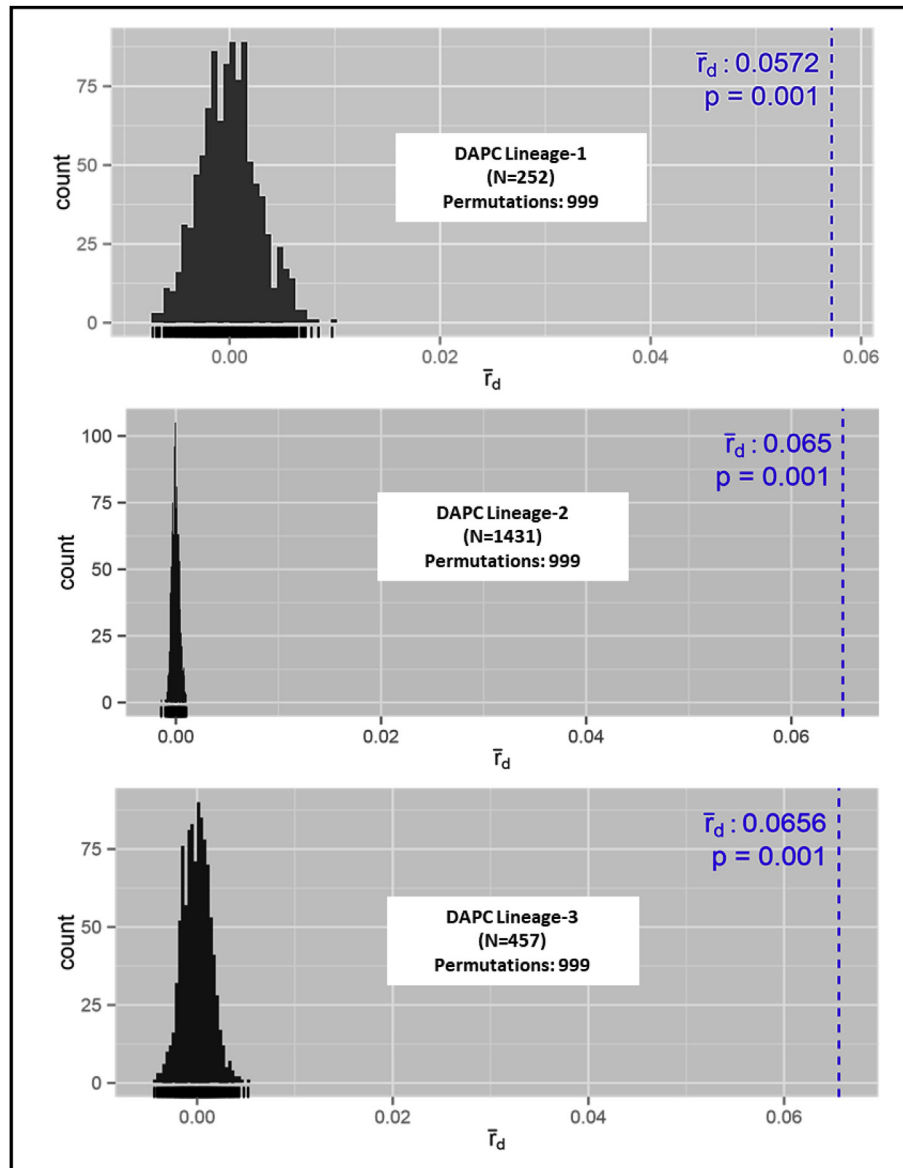 r̄d : 0.0572
p = 0.001
DAPC Lineage-1
(N=252)
Permutations: 999
count
75
50
25
0
0.00 0.02 0.04 0.06
r̄d
r̄d : 0.065
p = 0.001
DAPC Lineage-2
(N=1431)
Permutations: 999
count
100
75
50
25
0
0.00 0.02 0.04 0.06
r̄d
r̄d : 0.0656
p = 0.001
DAPC Lineage-3
(N=457)
Permutations: 999
count
75
50
25
0
0.00 0.02 0.04 0.06
r̄d